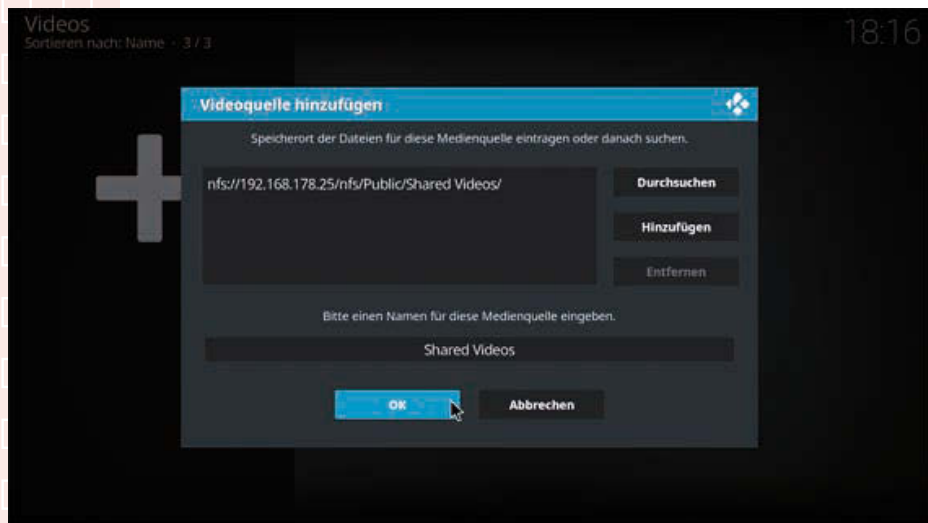 Videos
18:16
Sortieren nach: Name · 3 / 3
Videoquelle hinzufügen
Speicherort der Dateien für diese Medienquelle eintragen oder danach suchen.
nfs://192.168.178.25/nfs/Public/Shared Videos/
Durchsuchen
Hinzufügen
Entfernen
Bitte einen Namen für diese Medienquelle eingeben.
Shared Videos
OK
Abbrechen